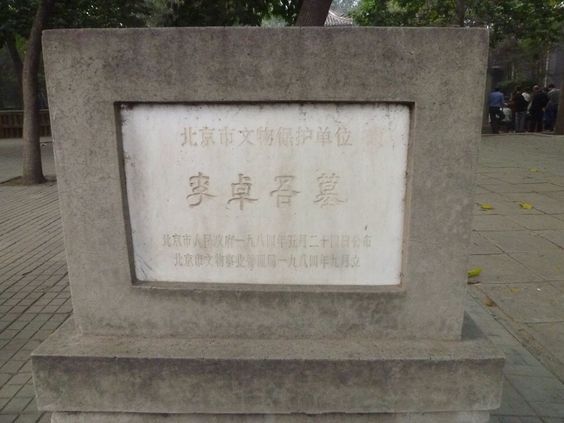 北京市文物保护单位
李卓吾墓
北京市人民政府一九八四年五月二十四日公布
北京市文物事业管理局一九八四年九月立